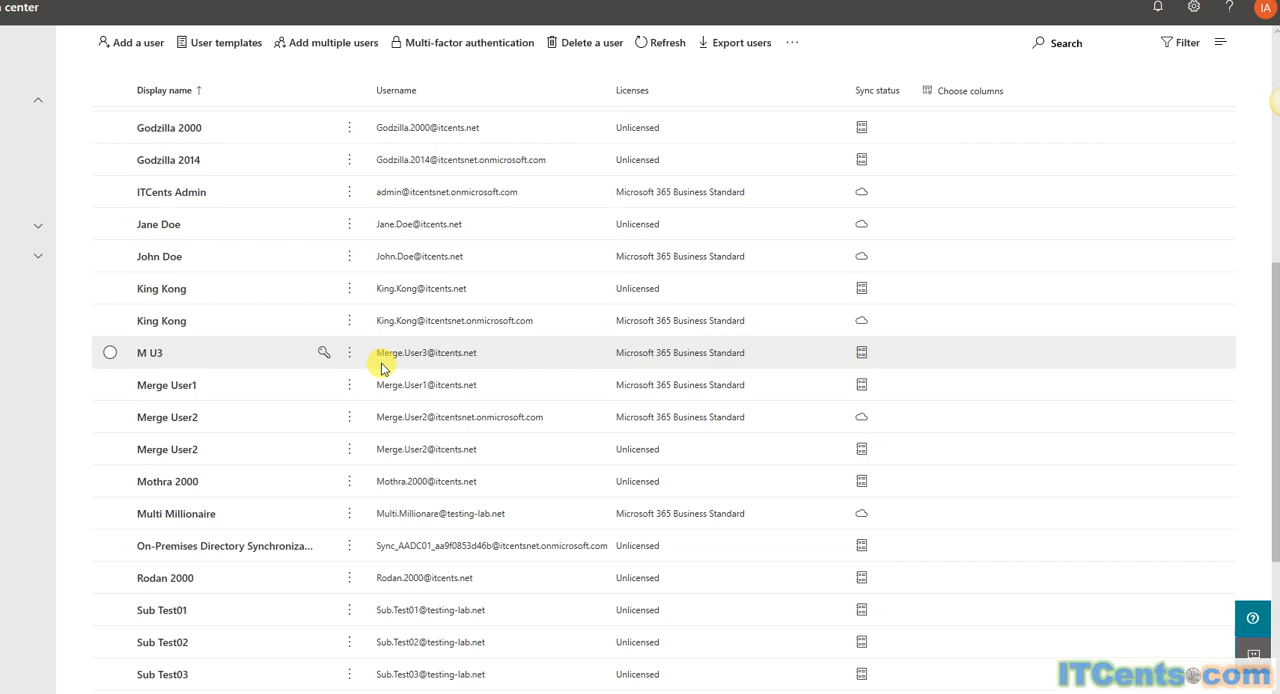 center
IA
Add a user User templates Add multiple users Multi-factor authentication Delete a user Refresh Export users ··· Search Filter
Display name ↑ Username Licenses Sync status Choose columns
Godzilla 2000 Godzilla.2000@itcents.net Unlicensed
Godzilla 2014 Godzilla.2014@itcentsnet.onmicrosoft.com Unlicensed
ITCents Admin admin@itcentsnet.onmicrosoft.com Microsoft 365 Business Standard
Jane Doe Jane.Doe@itcents.net Unlicensed
John Doe John.Doe@itcents.net Microsoft 365 Business Standard
King Kong King.Kong@itcents.net Unlicensed
King Kong King.Kong@itcentsnet.onmicrosoft.com Microsoft 365 Business Standard
M U3 Merge.User3@itcents.net Microsoft 365 Business Standard
Merge User1 Merge.User1@itcents.net Microsoft 365 Business Standard
Merge User2 Merge.User2@itcentsnet.onmicrosoft.com Microsoft 365 Business Standard
Merge User2 Merge.User2@itcents.net Unlicensed
Mothra 2000 Mothra.2000@itcents.net Unlicensed
Multi Millionaire Multi.Millionare@testing-lab.net Microsoft 365 Business Standard
On-Premises Directory Synchroniza... Sync_AADC01_aa9f0853d46b@itcentsnet.onmicrosoft.com Unlicensed
Rodan 2000 Rodan.2000@itcents.net Unlicensed
Sub Test01 Sub.Test01@testing-lab.net Unlicensed
Sub Test02 Sub.Test02@testing-lab.net Unlicensed
Sub Test03 Sub.Test03@testing-lab.net Unlicensed
ITCents.com